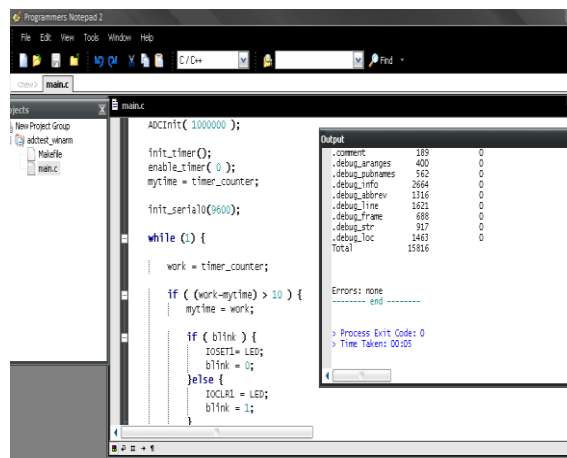 Programmers Notepad 2
File Edit View Tools Window Help
C / C++ Find
<new> main.c
ojects
New Project Group
adctest_winarm
Makefile
main.c
main.c
ADCInit( 1000000 );
init_timer();
enable_timer( 0 );
mytime = timer_counter;
init_serial0(9600);
while (1) {
work = timer_counter;
if ( (work-mytime) > 10 ) {
mytime = work;
if ( blink ) {
IOSET1= LED;
blink = 0;
}else {
IOCLR1 = LED;
blink = 1;
}
Output
.comment 189 0
.debug_aranges 400 0
.debug_pubnames 562 0
.debug_info 2664 0
.debug_abbrev 1316 0
.debug_line 1621 0
.debug_frame 688 0
.debug_str 917 0
.debug_loc 1463 0
Total 15816
Errors: none
-------- end --------
> Process Exit Code: 0
> Time Taken: 00:05